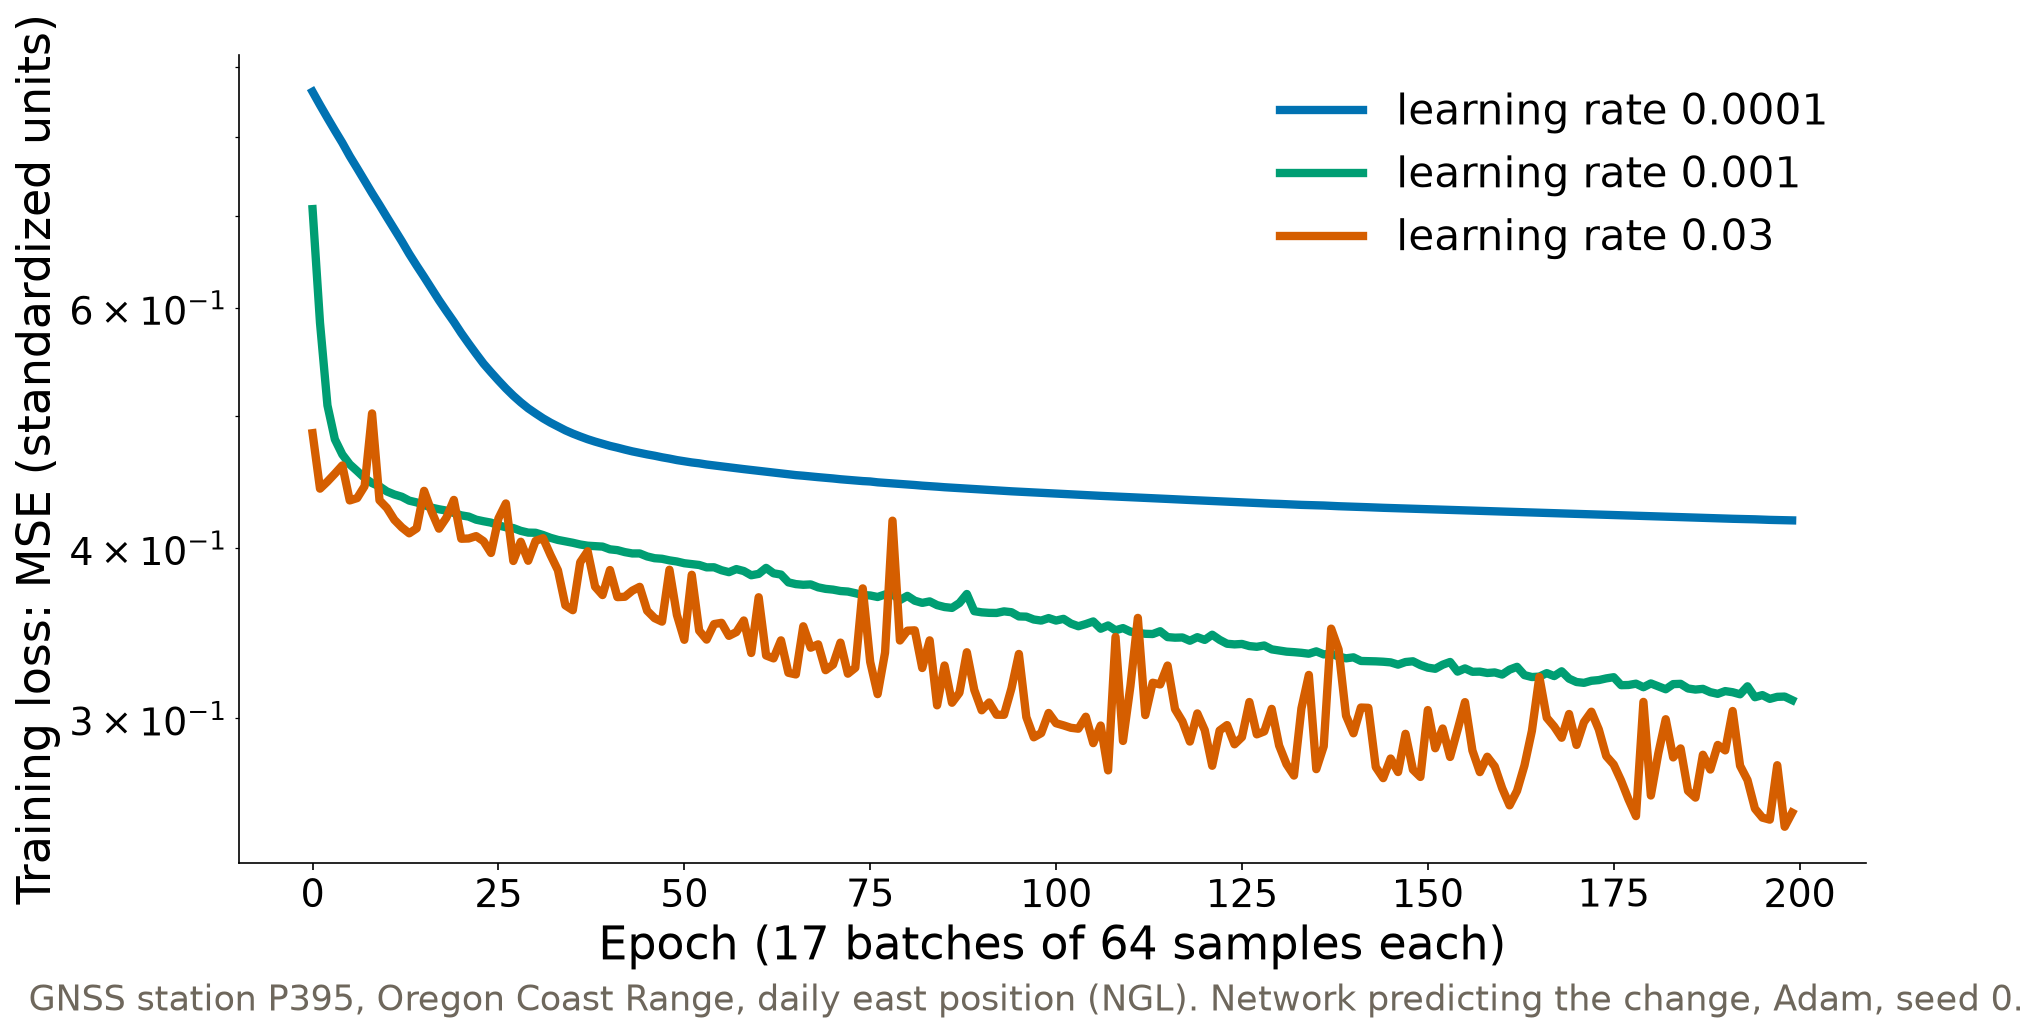 Training loss: MSE (standardized units)
6 × 10⁻¹
4 × 10⁻¹
3 × 10⁻¹
learning rate 0.0001
learning rate 0.001
learning rate 0.03
0 25 50 75 100 125 150 175 200
Epoch (17 batches of 64 samples each)
GNSS station P395, Oregon Coast Range, daily east position (NGL). Network predicting the change, Adam, seed 0.